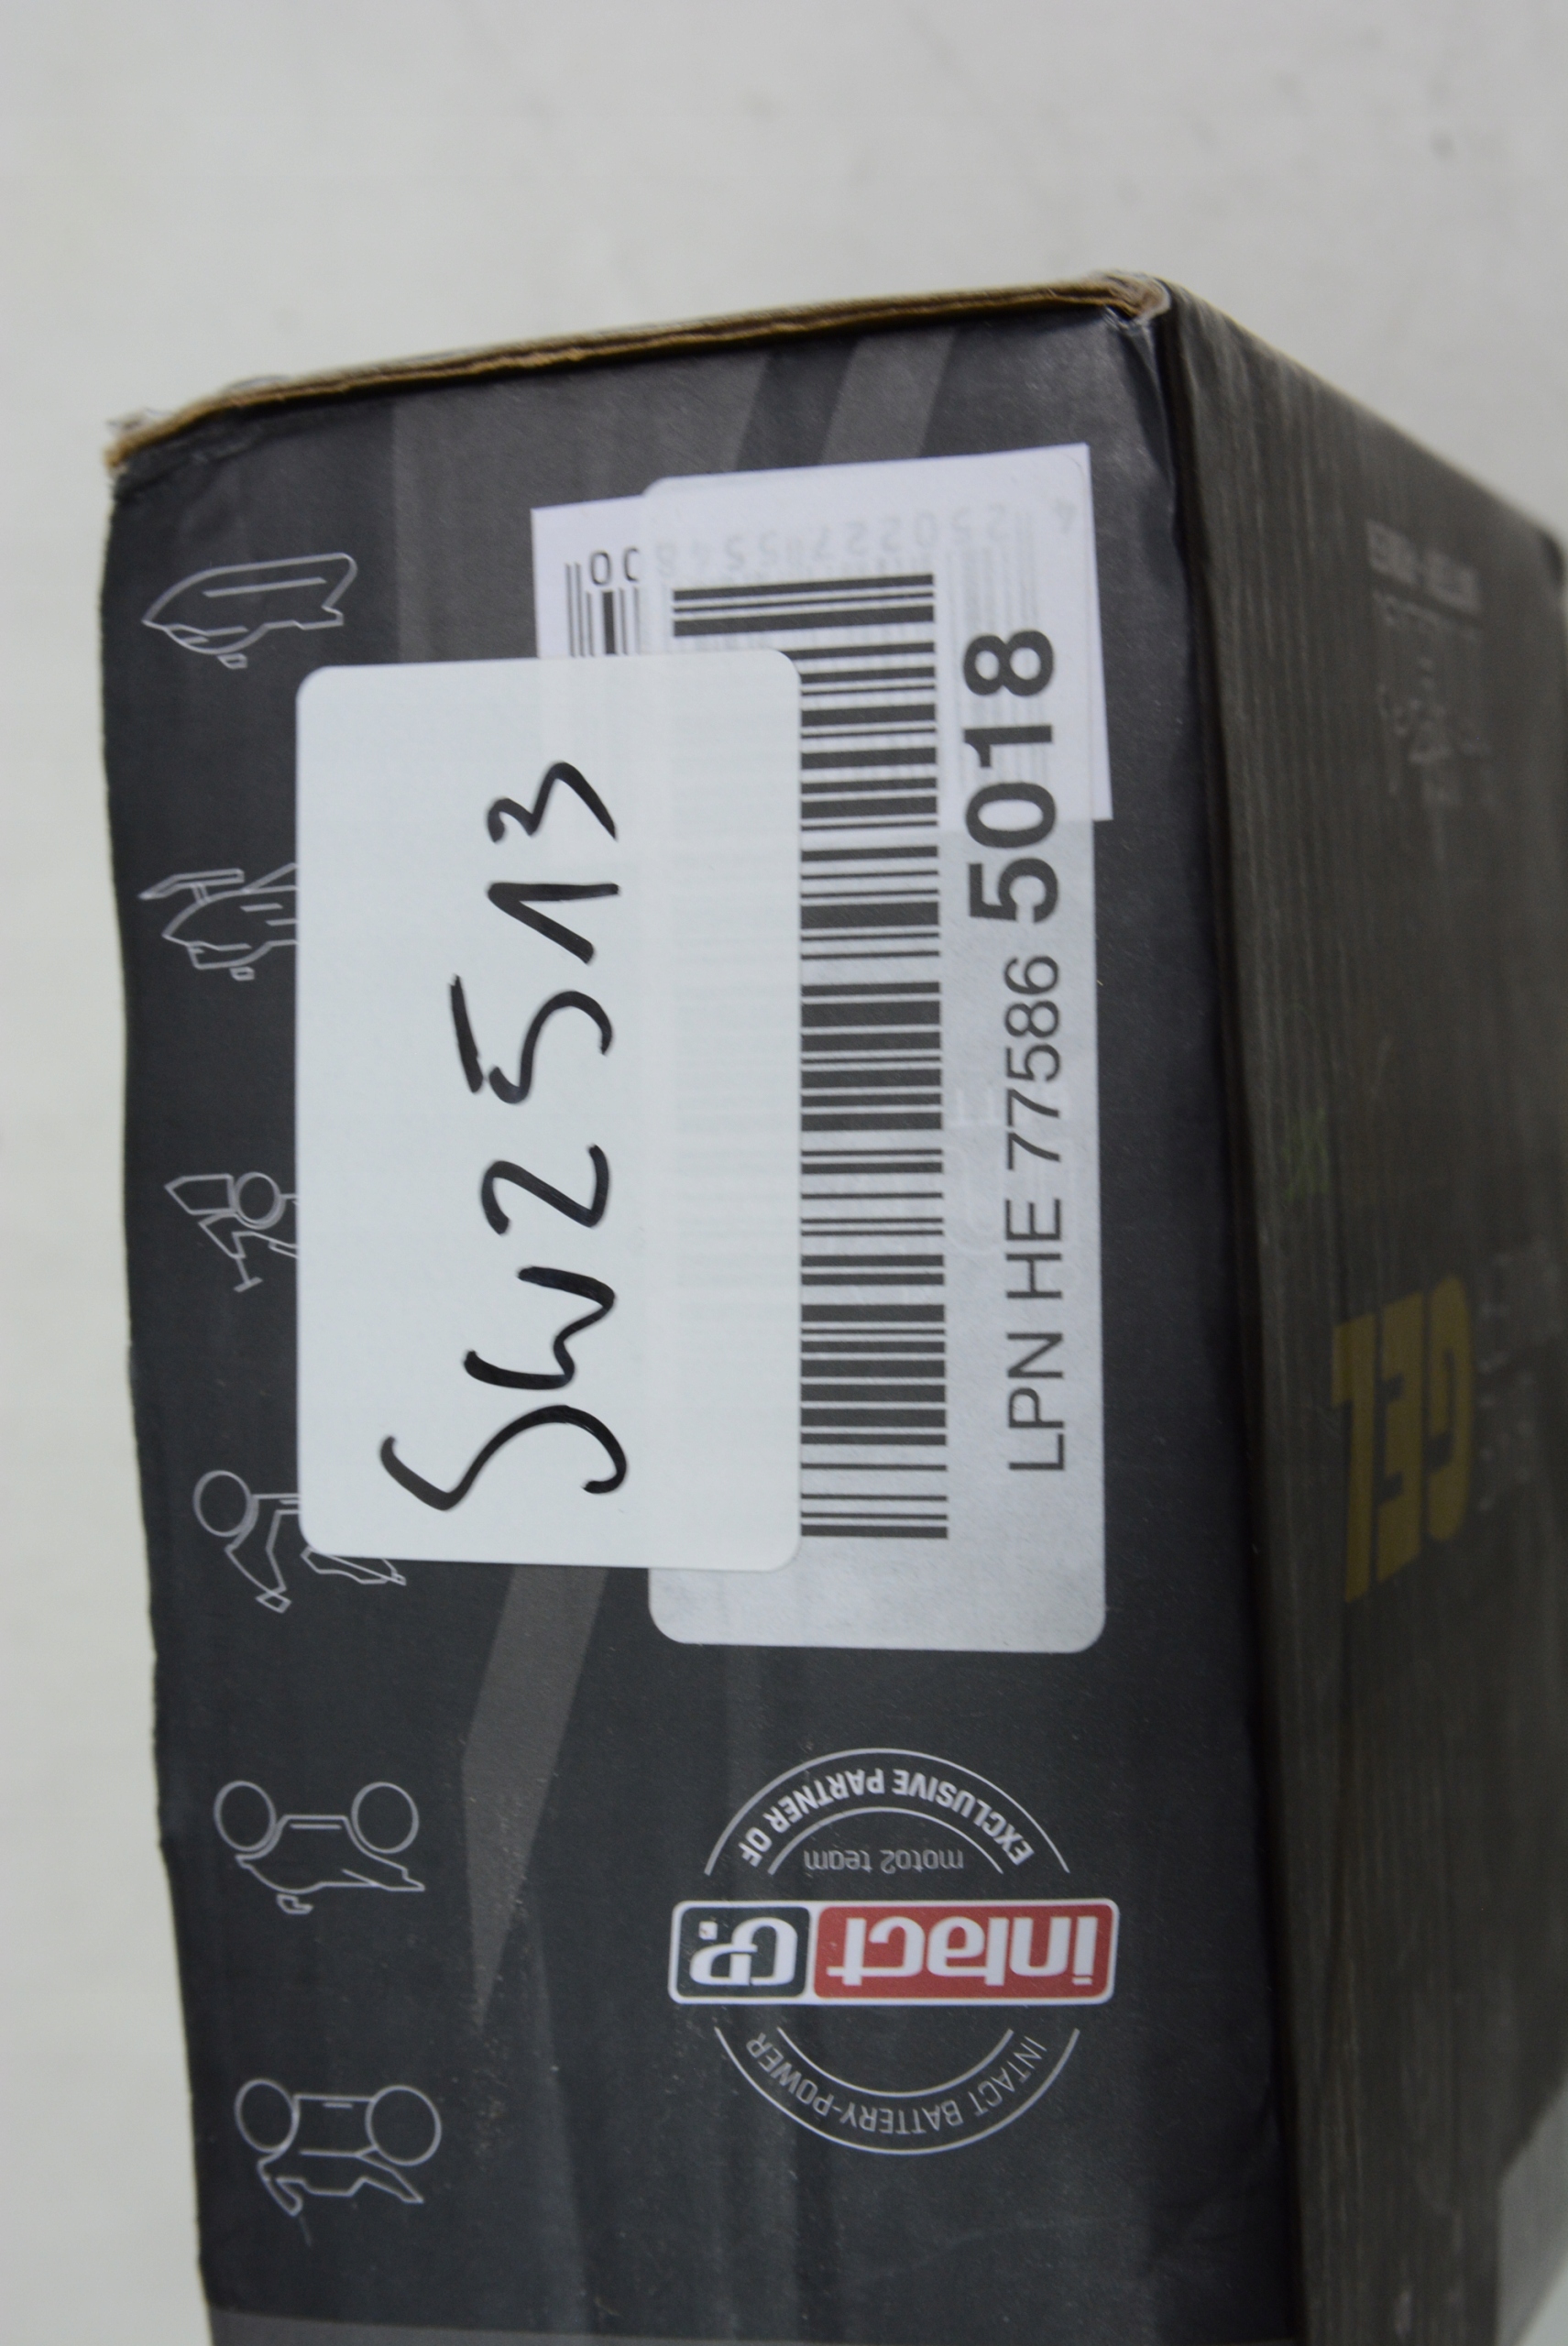 SW2513
LPN HE 77586 5018
EXCLUSIVE PARTNER OF
moto2 team
intact GP.
INTACT BATTERY-POWER
GEL